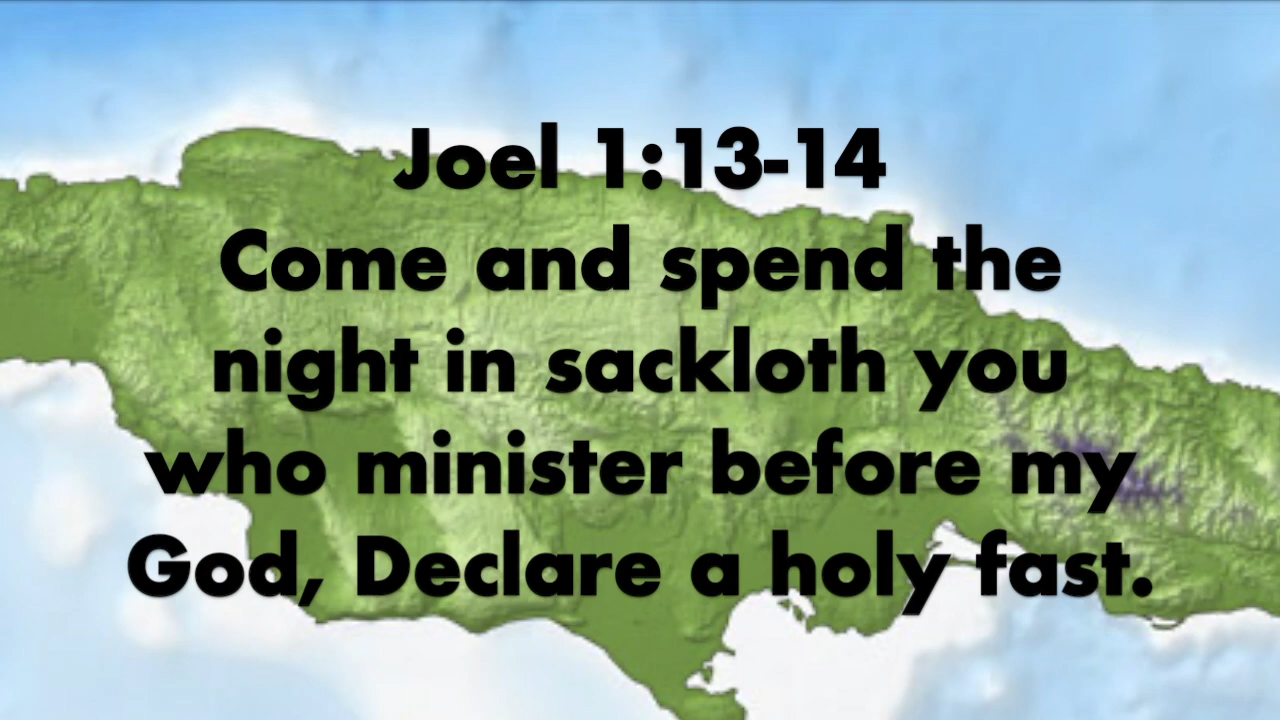 Joel 1:13-14
Come and spend the
night in sackloth you
who minister before my
God, Declare a holy fast.